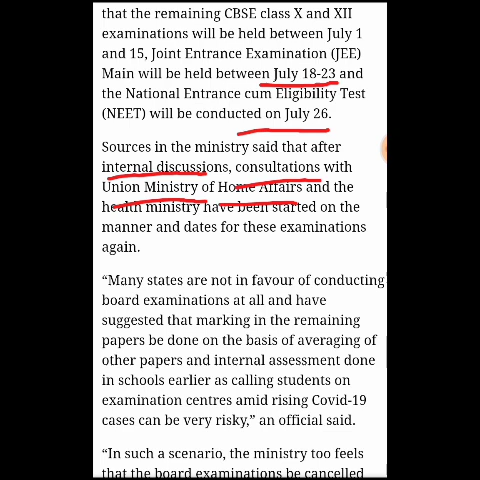 that the remaining CBSE class X and XII
examinations will be held between July 1
and 15, Joint Entrance Examination (JEE)
Main will be held between July 18-23 and
the National Entrance cum Eligibility Test
(NEET) will be conducted on July 26.
Sources in the ministry said that after
internal discussions, consultations with
Union Ministry of Home Affairs and the
health ministry have been started on the
manner and dates for these examinations
again.
“Many states are not in favour of conducting
board examinations at all and have
suggested that marking in the remaining
papers be done on the basis of averaging of
other papers and internal assessment done
in schools earlier as calling students on
examination centres amid rising Covid-19
cases can be very risky,” an official said.
“In such a scenario, the ministry too feels
that the board examinations be cancelled